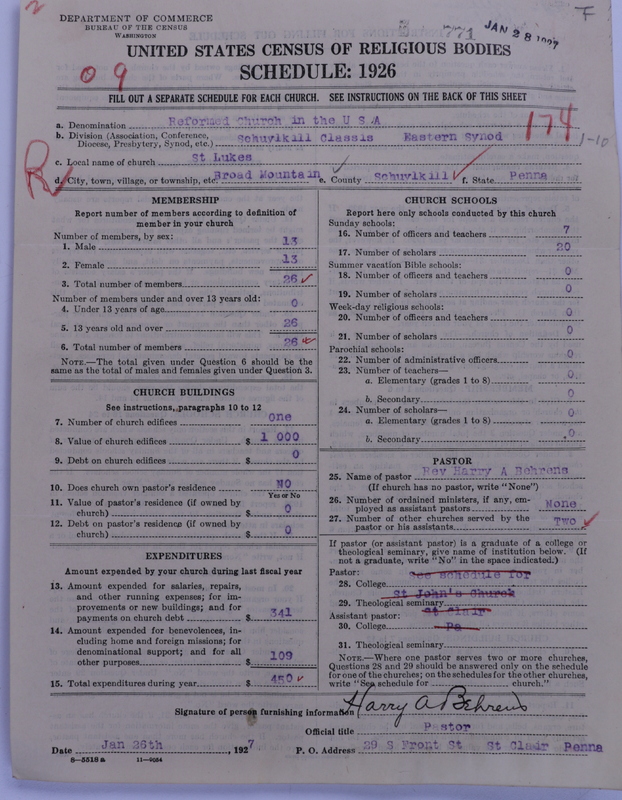 DEPARTMENT OF COMMERCE
BUREAU OF THE CENSUS
WASHINGTON
771
JAN 28 1927
UNITED STATES CENSUS OF RELIGIOUS BODIES
SCHEDULE: 1926
09
FILL OUT A SEPARATE SCHEDULE FOR EACH CHURCH. SEE INSTRUCTIONS ON THE BACK OF THIS SHEET
174
1-10
a. Denomination Reformed Church in the U S A
b. Division (Association, Conference, Diocese, Presbytery, Synod, etc.) Schuylkill Classis Eastern Synod
c. Local name of church St Lukes
d. City, town, village, or township, etc. Broad Mountain e. County Schuylkill f. State Penna
MEMBERSHIP
Report number of members according to definition of
member in your church
Number of members, by sex:
1. Male 13
2. Female 13
3. Total number of members 26
Number of members under and over 13 years old:
4. Under 13 years of age 0
5. 13 years old and over 26
6. Total number of members 26
NOTE.—The total given under Question 6 should be the
same as the total of males and females given under Question 3.
CHURCH BUILDINGS
See instructions, paragraphs 10 to 12
7. Number of church edifices One
8. Value of church edifices $ 1 000
9. Debt on church edifices $ 0
10. Does church own pastor's residence NO
Yes or No
11. Value of pastor's residence (if owned by
church) $ 0
12. Debt on pastor's residence (if owned by
church) $ 0
EXPENDITURES
Amount expended by your church during last fiscal year
13. Amount expended for salaries, repairs,
and other running expenses; for im-
provements or new buildings; and for
payments on church debt $ 341
14. Amount expended for benevolences, in-
cluding home and foreign missions; for
denominational support; and for all
other purposes $ 109
15. Total expenditures during year $ 450
CHURCH SCHOOLS
Report here only schools conducted by this church
Sunday schools:
16. Number of officers and teachers 7
17. Number of scholars 20
Summer vacation Bible schools:
18. Number of officers and teachers 0
19. Number of scholars 0
Week-day religious schools:
20. Number of officers and teachers 0
21. Number of scholars 0
Parochial schools:
22. Number of administrative officers 0
23. Number of teachers—
a. Elementary (grades 1 to 8) 0
b. Secondary 0
24. Number of scholars—
a. Elementary (grades 1 to 8) 0
b. Secondary 0
PASTOR
25. Name of pastor Rev Harry A Behrens
(If church has no pastor, write "None")
26. Number of ordained ministers, if any, em-
ployed as assistant pastors None
27. Number of other churches served by the
pastor or his assistants Two
If pastor (or assistant pastor) is a graduate of a college or
theological seminary, give name of institution below. (If
not a graduate, write "No" in the space indicated.)
Pastor: See schedule for
28. College St John's Church
29. Theological seminary St Clair
Assistant pastor:
30. College Pa
31. Theological seminary
NOTE.—Where one pastor serves two or more churches,
Questions 28 and 29 should be answered only on the schedule
for one of the churches; on the schedules for the other churches,
write "See schedule for church."
Signature of person furnishing information Harry A Behrens
Official title Pastor
Date Jan 26th, 1927 P. O. Address 29 S Front St St Clair Penna
8—5518 a 11—9034